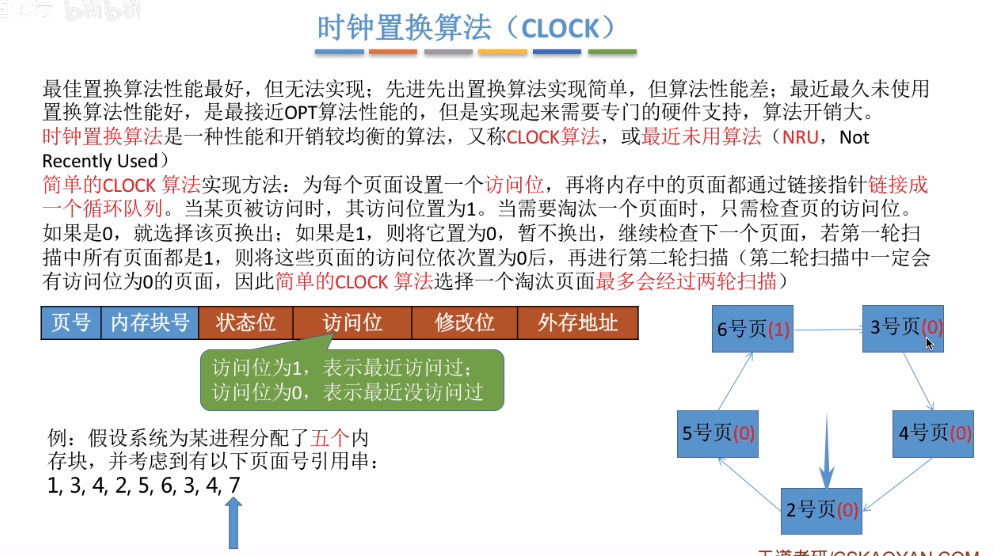 bilibili
时钟置换算法（CLOCK）
最佳置换算法性能最好，但无法实现；先进先出置换算法实现简单，但算法性能差；最近最久未使用
置换算法性能好，是最接近OPT算法性能的，但是实现起来需要专门的硬件支持，算法开销大。
时钟置换算法是一种性能和开销较均衡的算法，又称CLOCK算法，或最近未用算法（NRU，Not
Recently Used）
简单的CLOCK 算法实现方法：为每个页面设置一个访问位，再将内存中的页面都通过链接指针链接成
一个循环队列。当某页被访问时，其访问位置为1。当需要淘汰一个页面时，只需检查页的访问位。
如果是0，就选择该页换出；如果是1，则将它置为0，暂不换出，继续检查下一个页面，若第一轮扫
描中所有页面都是1，则将这些页面的访问位依次置为0后，再进行第二轮扫描（第二轮扫描中一定会
有访问位为0的页面，因此简单的CLOCK 算法选择一个淘汰页面最多会经过两轮扫描）
页号 内存块号 状态位 访问位 修改位 外存地址
访问位为1，表示最近访问过；
访问位为0，表示最近没访问过
例：假设系统为某进程分配了五个内
存块，并考虑到有以下页面号引用串：
1, 3, 4, 2, 5, 6, 3, 4, 7
6号页(1)
3号页(0)
5号页(0)
4号页(0)
2号页(0)
王道考研/CSKAOYAN.COM